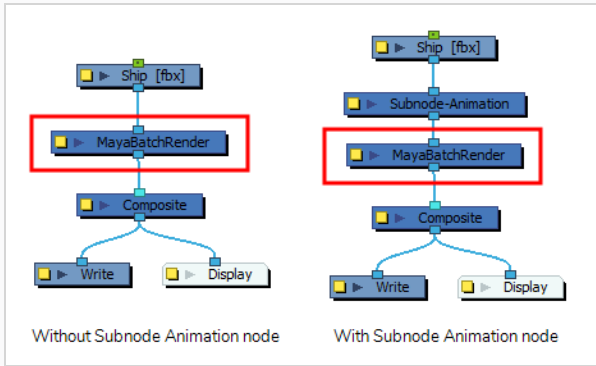 Ship [fbx]
MayaBatchRender
Composite
Write
Display
Without Subnode Animation node
Ship [fbx]
Subnode-Animation
MayaBatchRender
Composite
Write
Display
With Subnode Animation node